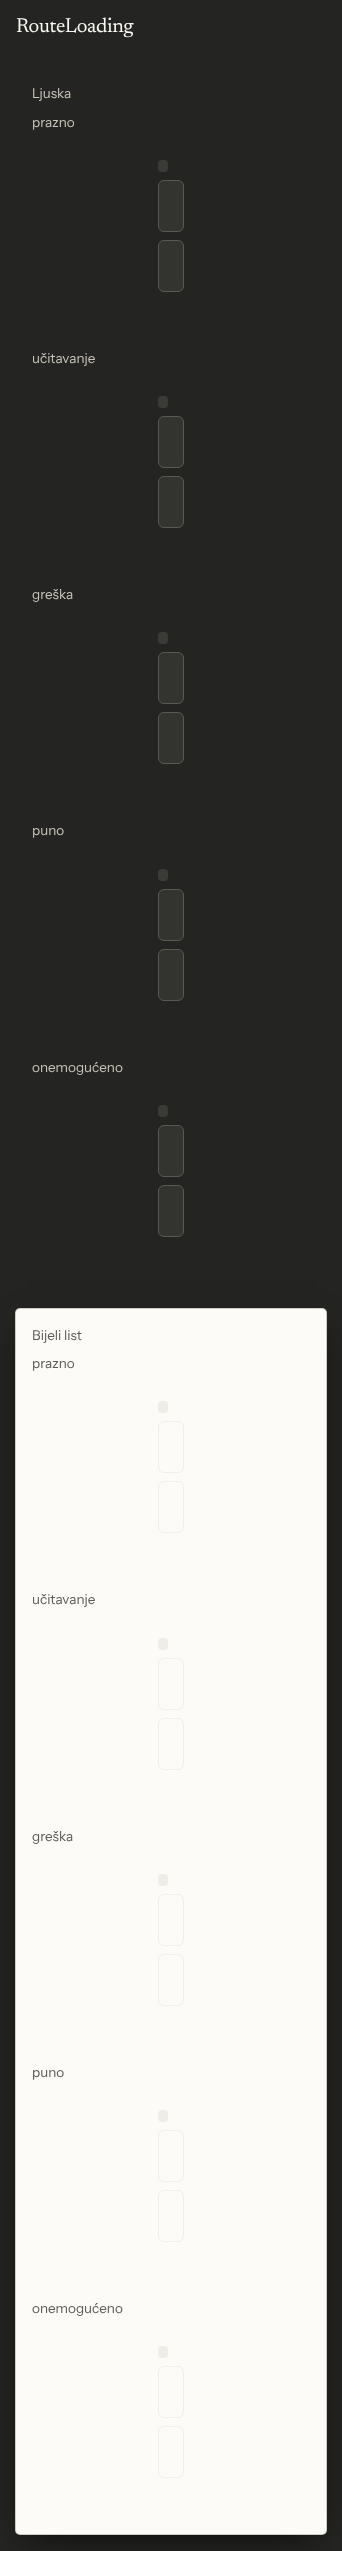 RouteLoading
Ljuska
prazno
učitavanje
greška
puno
onemogućeno
Bijeli list
prazno
učitavanje
greška
puno
onemogućeno